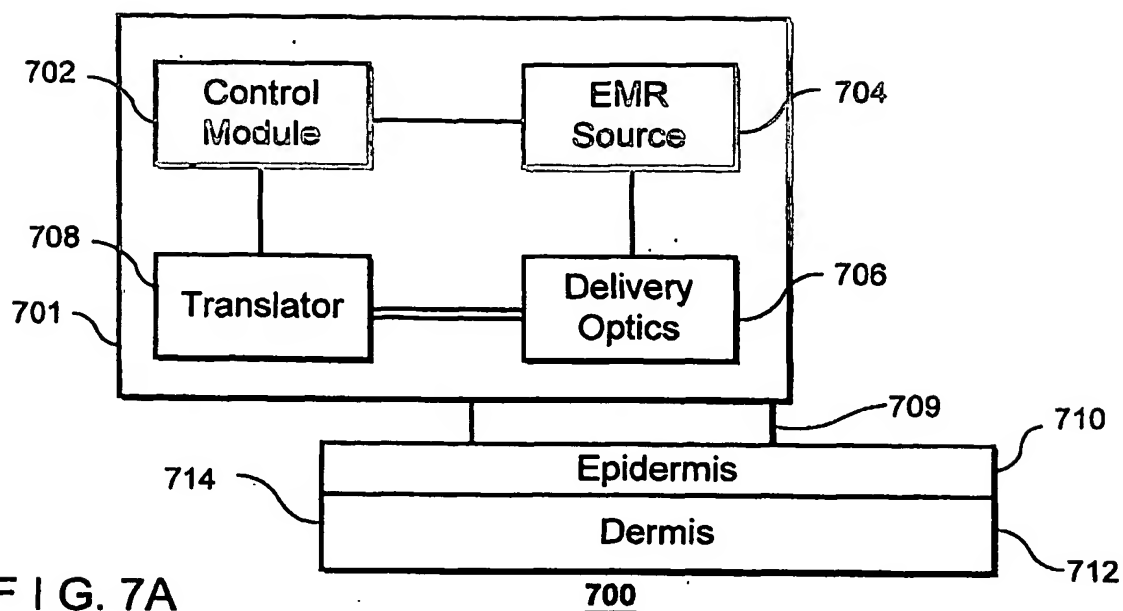 702
Control
Module
EMR
Source
704
708
Translator
Delivery
Optics
706
701
709
710
Epidermis
714
Dermis
712
FIG. 7A
700